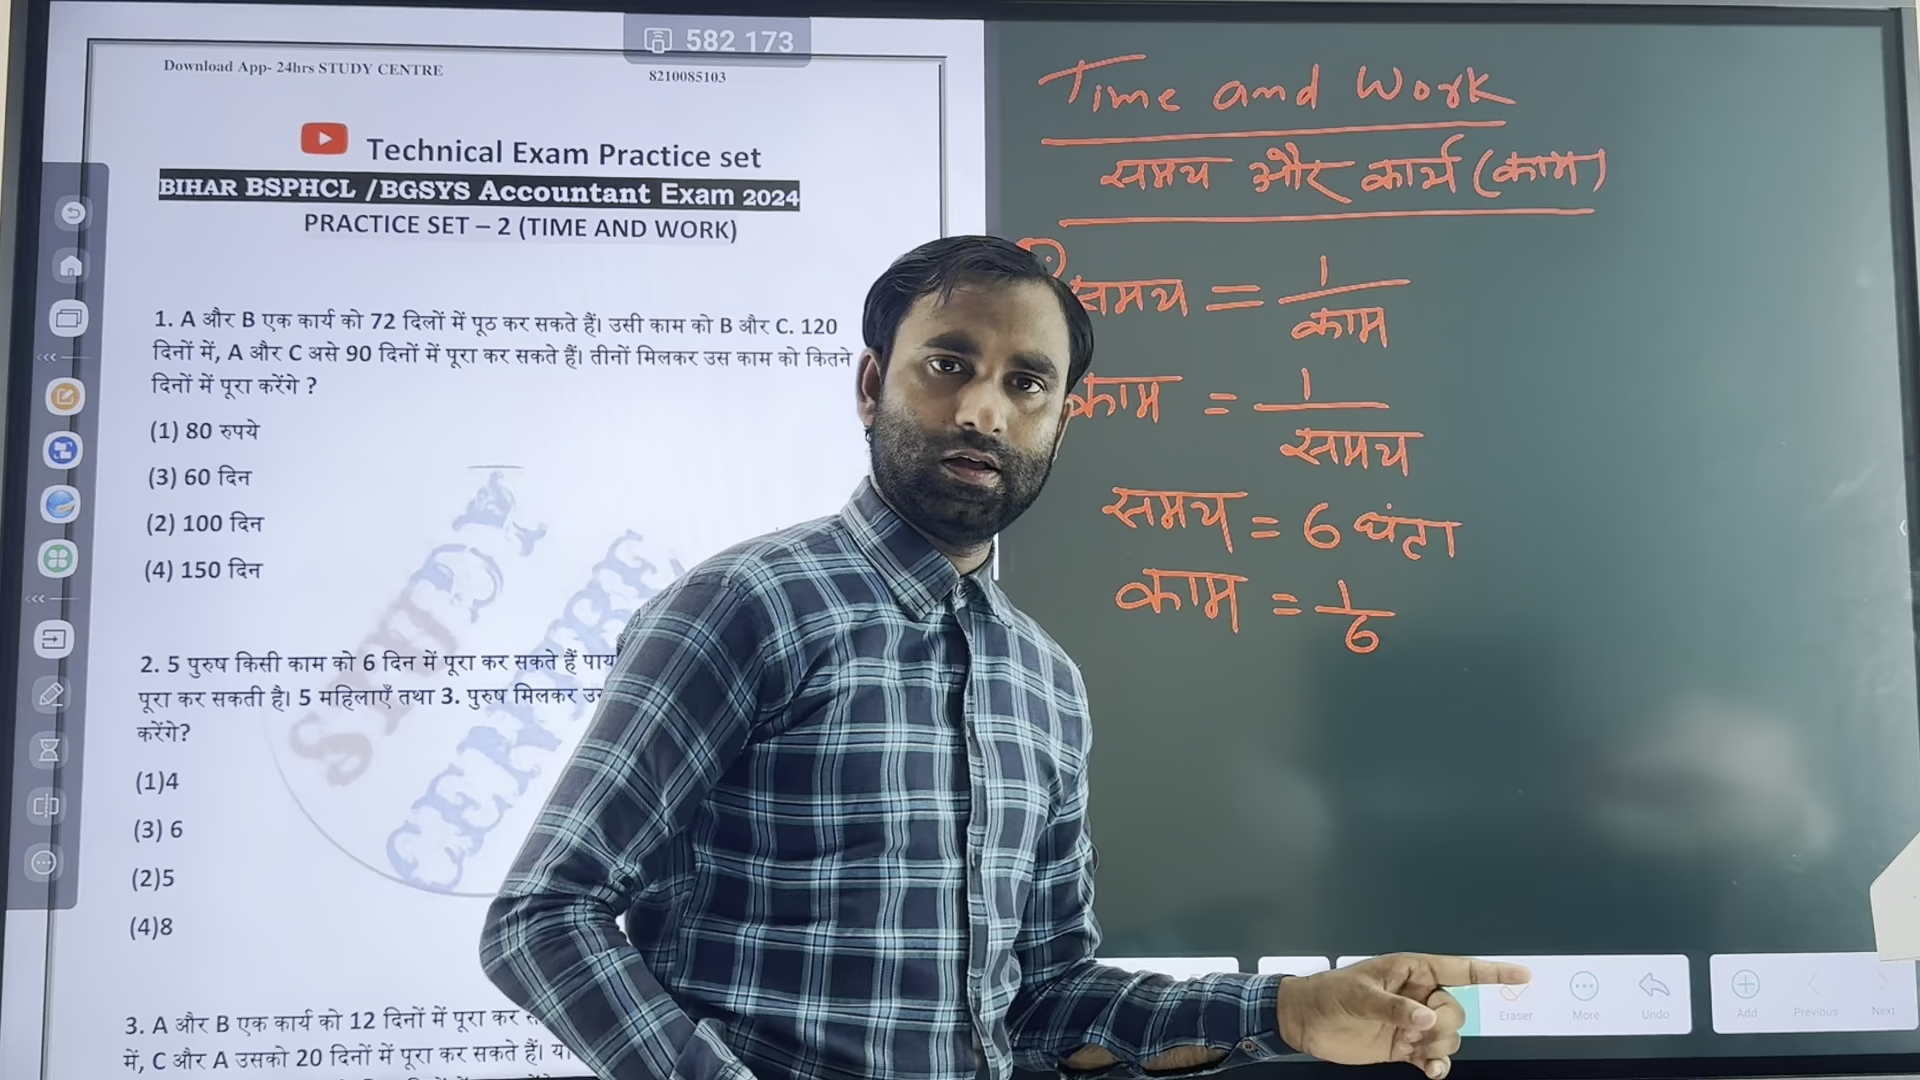 582 173
Download App- 24hrs STUDY CENTRE
8210085103
Technical Exam Practice set
BIHAR BSPHCL /BGSYS Accountant Exam 2024
PRACTICE SET – 2 (TIME AND WORK)
1. A और B एक कार्य को 72 दिलों में पूठ कर सकते हैं। उसी काम को B और C. 120
दिनों में, A और C असे 90 दिनों में पूरा कर सकते हैं। तीनों मिलकर उस काम को कितने
दिनों में पूरा करेंगे ?
(1) 80 रुपये
(3) 60 दिन
(2) 100 दिन
(4) 150 दिन
2. 5 पुरुष किसी काम को 6 दिन में पूरा कर सकते हैं
पूरा कर सकती है। 5 महिलाएँ तथा 3. पुरुष मिलकर
करेंगे?
(1)4
(3) 6
(2)5
(4)8
3. A और B एक कार्य को 12 दिनों में पूरा कर
में, C और A उसको 20 दिनों में पूरा कर सकते हैं।
STUDY
CENTRE
Time and Work
समय और कार्य (काम)
समय = 1/काम
काम = 1/समय
समय = 6 घंटा
काम = 1/6
Eraser
More
Undo
Add
Previous
Next